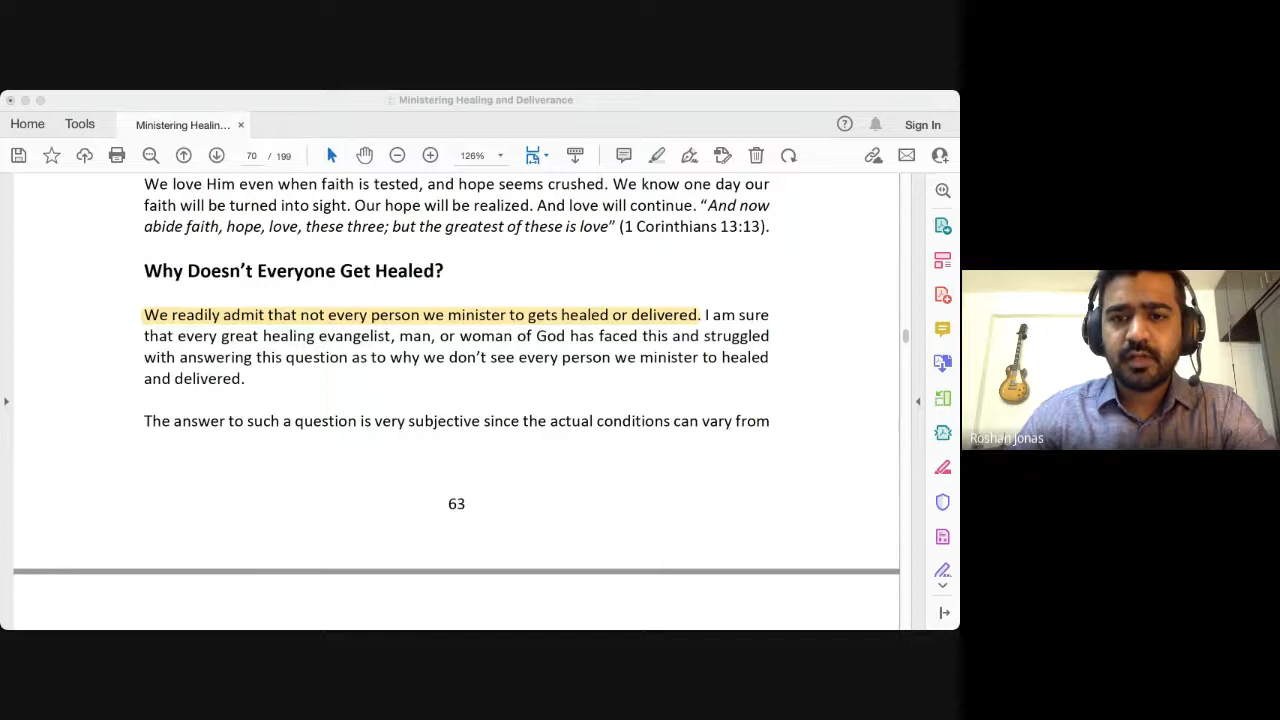 Ministering Healing and Deliverance
Home
Tools
Ministering Healin...
Sign In
70 / 199
126%
We love Him even when faith is tested, and hope seems crushed. We know one day our
faith will be turned into sight. Our hope will be realized. And love will continue. “And now
abide faith, hope, love, these three; but the greatest of these is love” (1 Corinthians 13:13).
Why Doesn’t Everyone Get Healed?
We readily admit that not every person we minister to gets healed or delivered. I am sure
that every great healing evangelist, man, or woman of God has faced this and struggled
with answering this question as to why we don’t see every person we minister to healed
and delivered.
The answer to such a question is very subjective since the actual conditions can vary from
63
Roshan Jonas